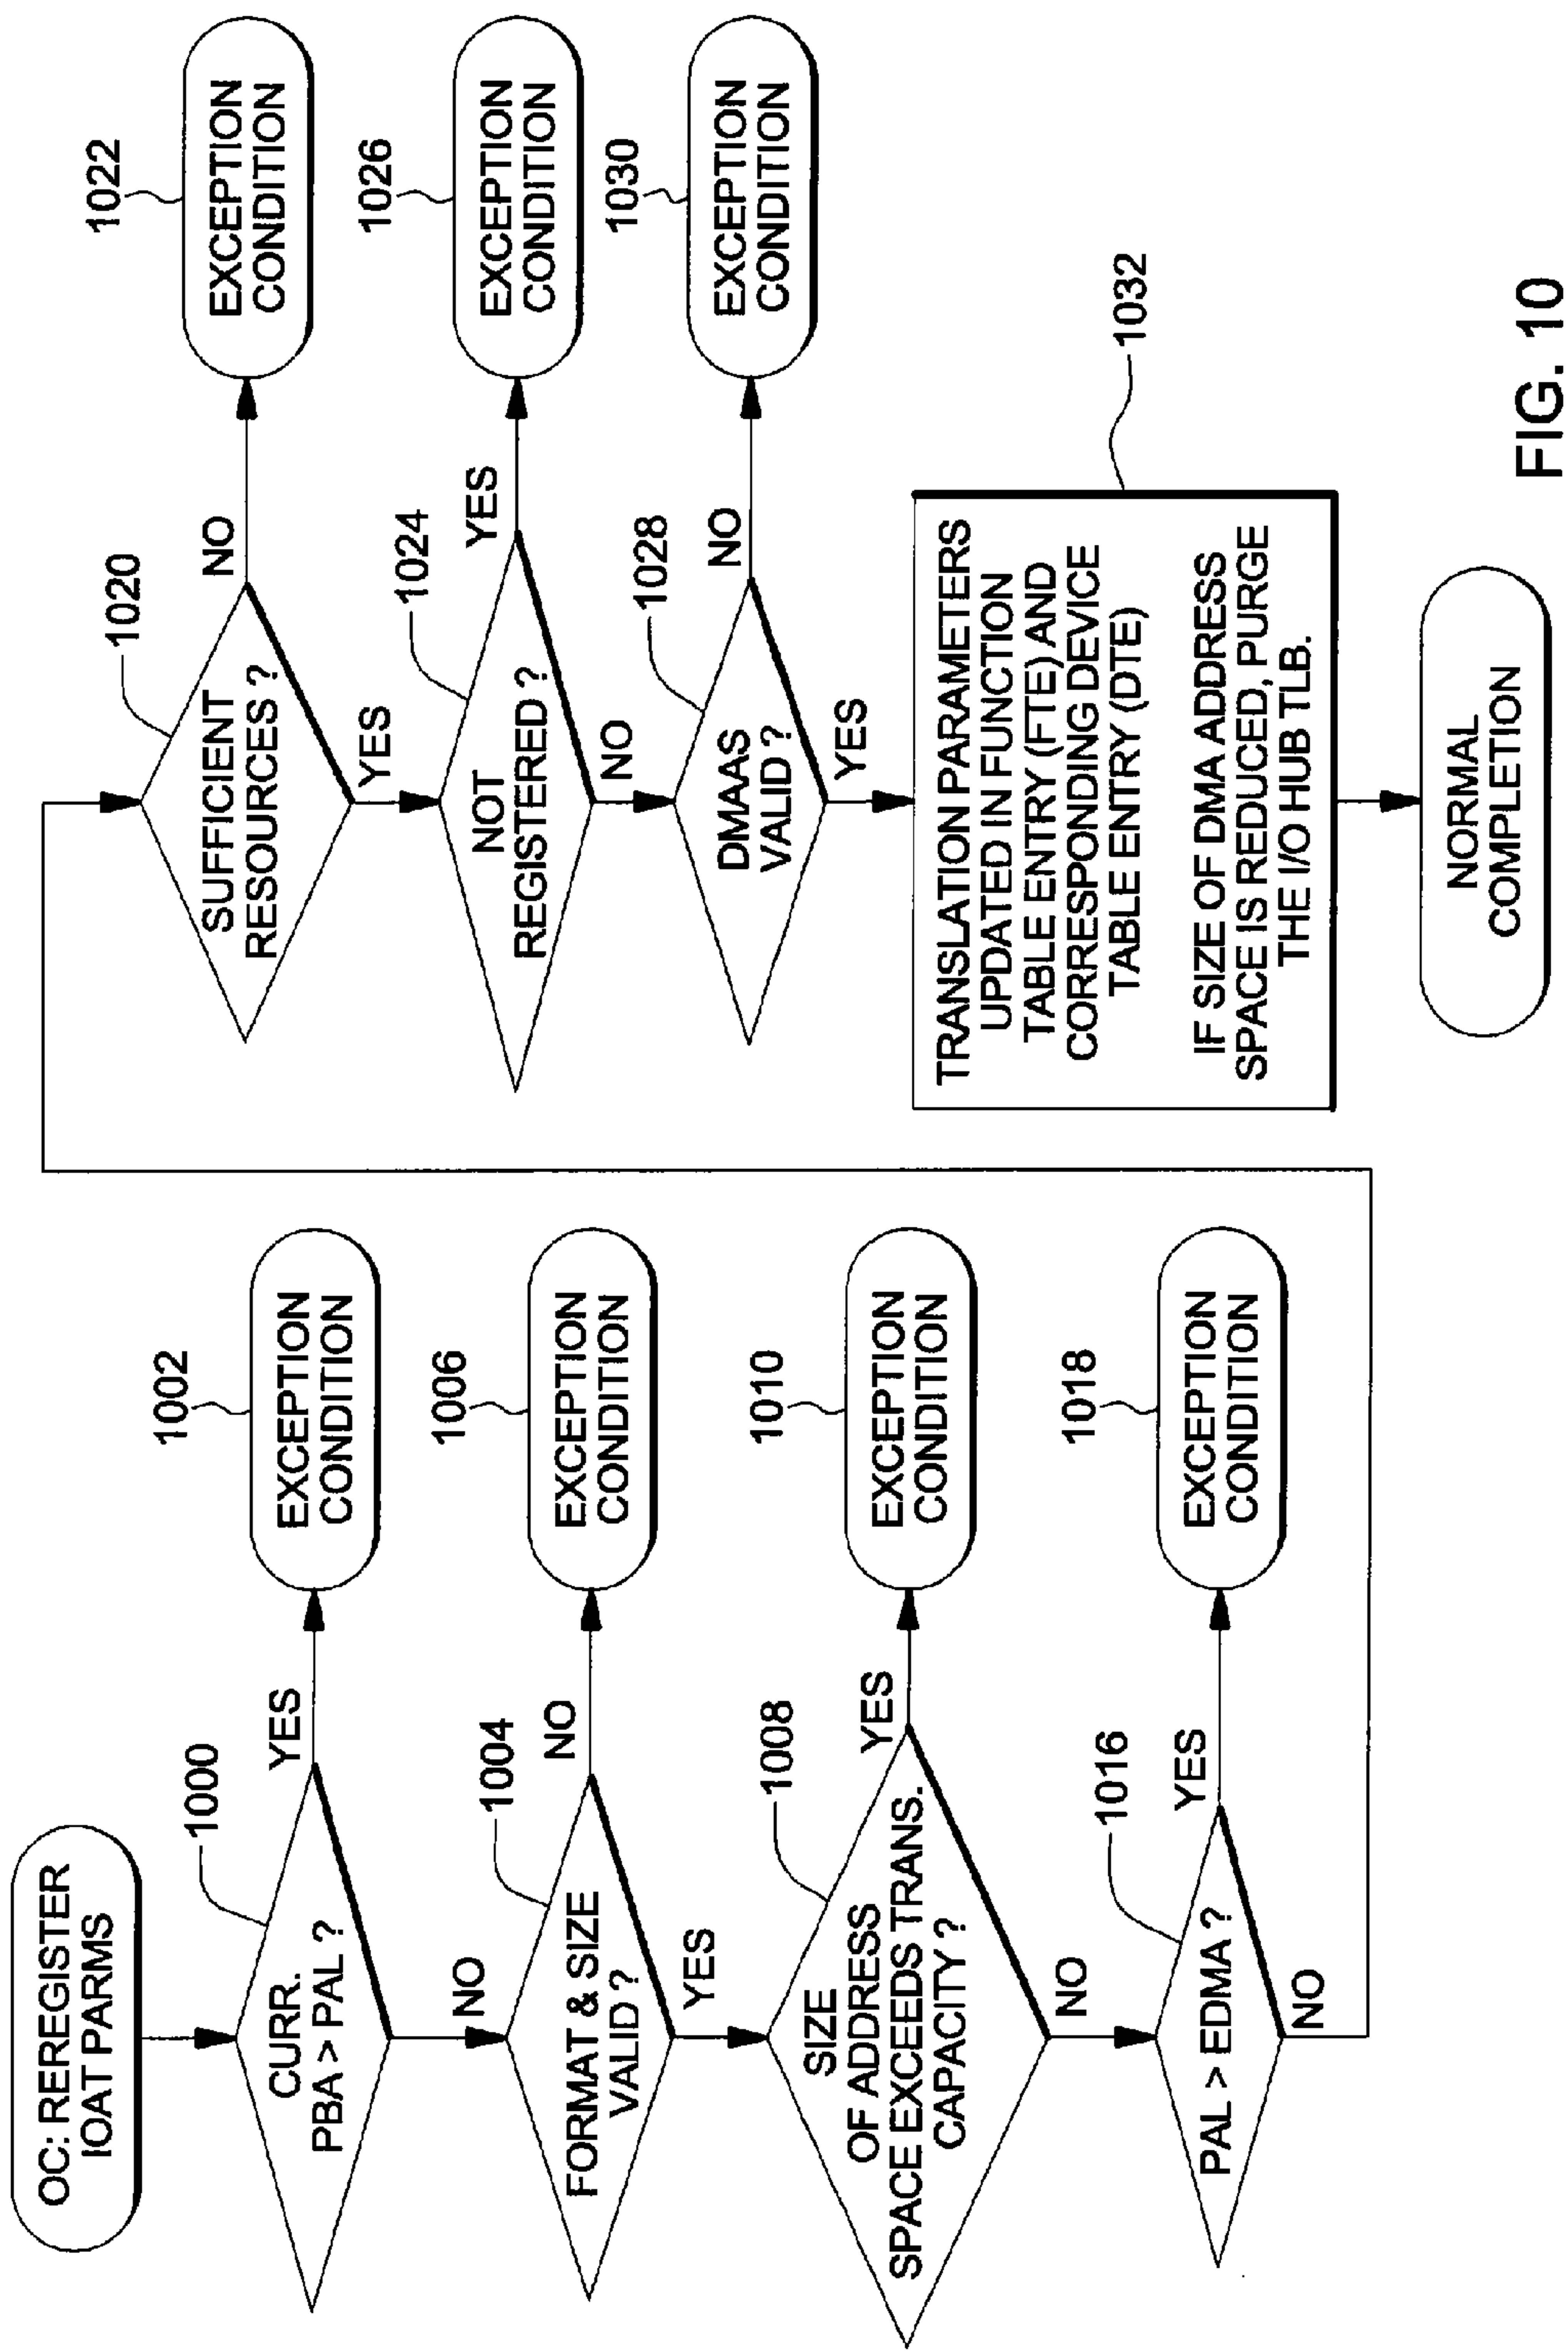 OC: REREGISTER
IOAT PARMS
1000
CURR.
PBA > PAL ?
YES
1002
EXCEPTION
CONDITION
NO
1004
FORMAT & SIZE
VALID ?
NO
1006
EXCEPTION
CONDITION
YES
1008
SIZE
OF ADDRESS
SPACE EXCEEDS TRANS.
CAPACITY ?
YES
1010
EXCEPTION
CONDITION
NO
1016
PAL > EDMA ?
YES
1018
EXCEPTION
CONDITION
NO
1020
SUFFICIENT
RESOURCES ?
NO
1022
EXCEPTION
CONDITION
YES
1024
NOT
REGISTERED ?
YES
1026
EXCEPTION
CONDITION
NO
1028
DMAAS
VALID ?
NO
1030
EXCEPTION
CONDITION
YES
1032
TRANSLATION PARAMETERS
UPDATED IN FUNCTION
TABLE ENTRY (FTE) AND
CORRESPONDING DEVICE
TABLE ENTRY (DTE)
IF SIZE OF DMA ADDRESS
SPACE IS REDUCED, PURGE
THE I/O HUB TLB.
NORMAL
COMPLETION
FIG. 10